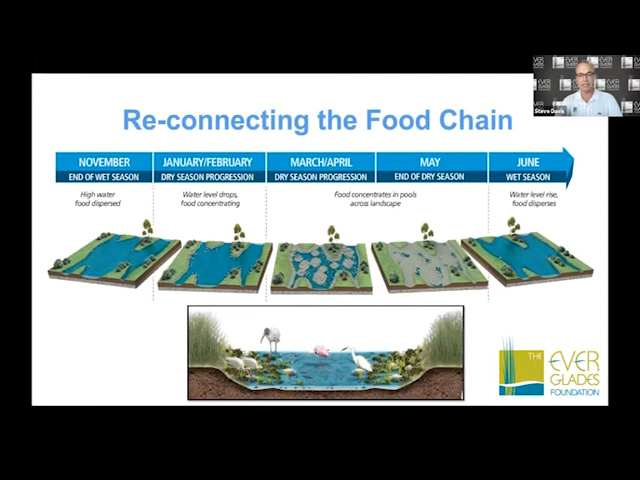 EVER
GLADES
Steve Davis
Re-connecting the Food Chain
NOVEMBER
JANUARY/FEBRUARY
MARCH/APRIL
MAY
JUNE
END OF WET SEASON
DRY SEASON PROGRESSION
DRY SEASON PROGRESSION
END OF DRY SEASON
WET SEASON
High water
food dispersed
Water level drops,
food concentrating
Food concentrates in pools
across landscape
Water level rise,
food disperses
THE
EVER
GLADES
FOUNDATION